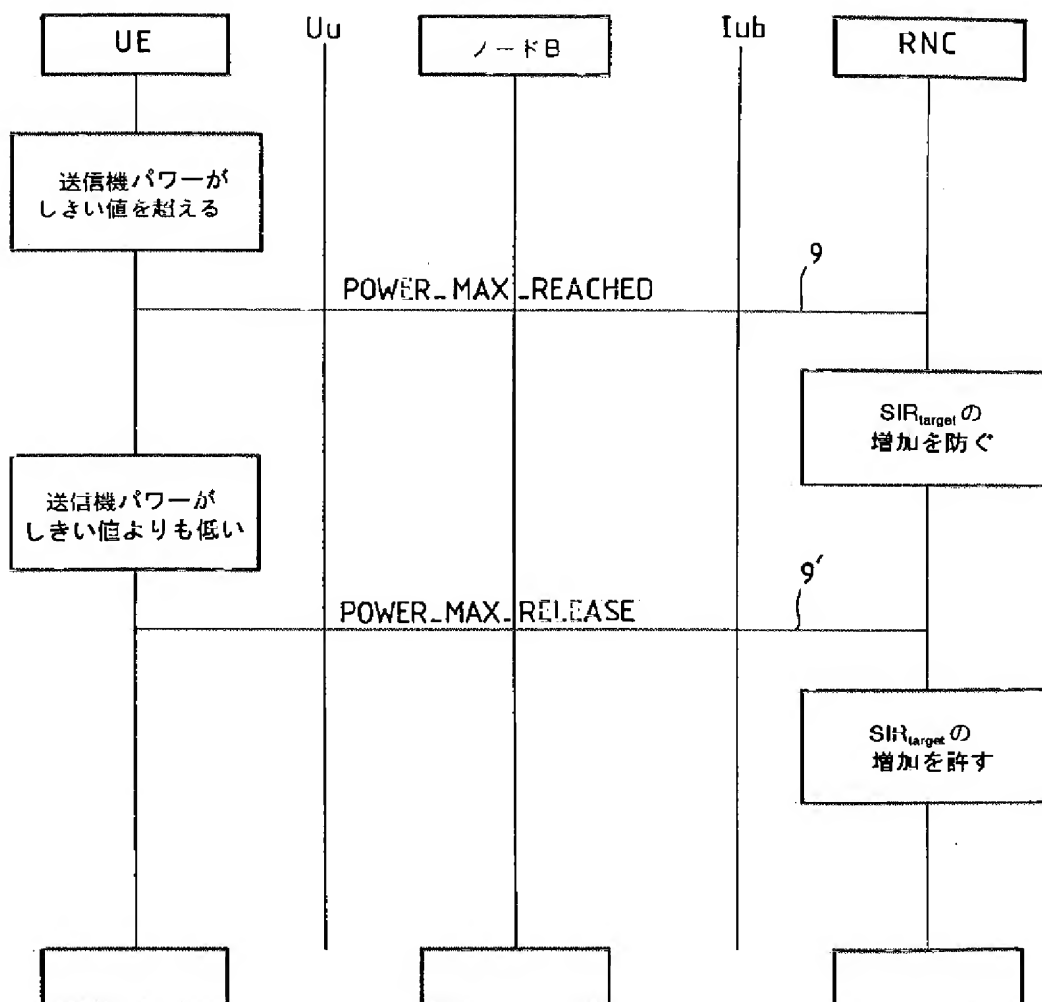 UE
Uu
ノードB
Iub
RNC
送信機パワーが
しきい値を超える
9
POWER_MAX_REACHED
SIRtargetの
増加を防ぐ
送信機パワーが
しきい値よりも低い
9′
POWER_MAX_RELEASE
SIRtargetの
増加を許す